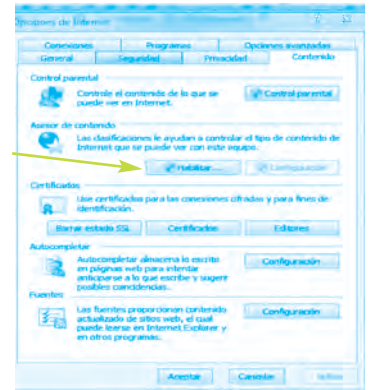 Opciones de Internet
Conexiones Programas Opciones avanzadas
General Seguridad Privacidad Contenido
Control parental
Controle el contenido de lo que se
puede ver en Internet.
Control parental
Asesor de contenido
Las clasificaciones le ayudan a controlar el tipo de contenido de
Internet que se puede ver con este equipo.
Habilitar... Configuración
Certificados
Use certificados para las conexiones cifradas y para fines de
identificación.
Borrar estado SSL Certificados Editores
Autocompletar
Autocompletar almacena lo escrito
en páginas web para intentar
anticiparse a lo que escribe y sugerir
posibles coincidencias.
Configuración
Fuentes
Las fuentes proporcionan contenido
actualizado de sitios web, el cual
puede leerse en Internet Explorer y
en otros programas.
Configuración
Aceptar Cancelar Aplicar